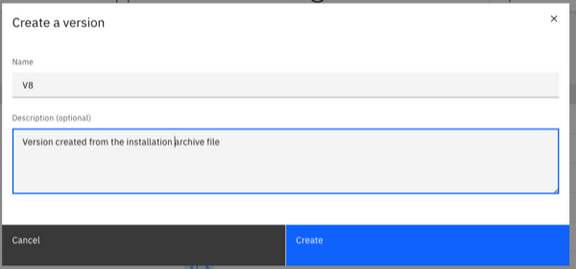 Create a version
Name
V8
Description (optional)
Version created from the installation archive file
Cancel
Create